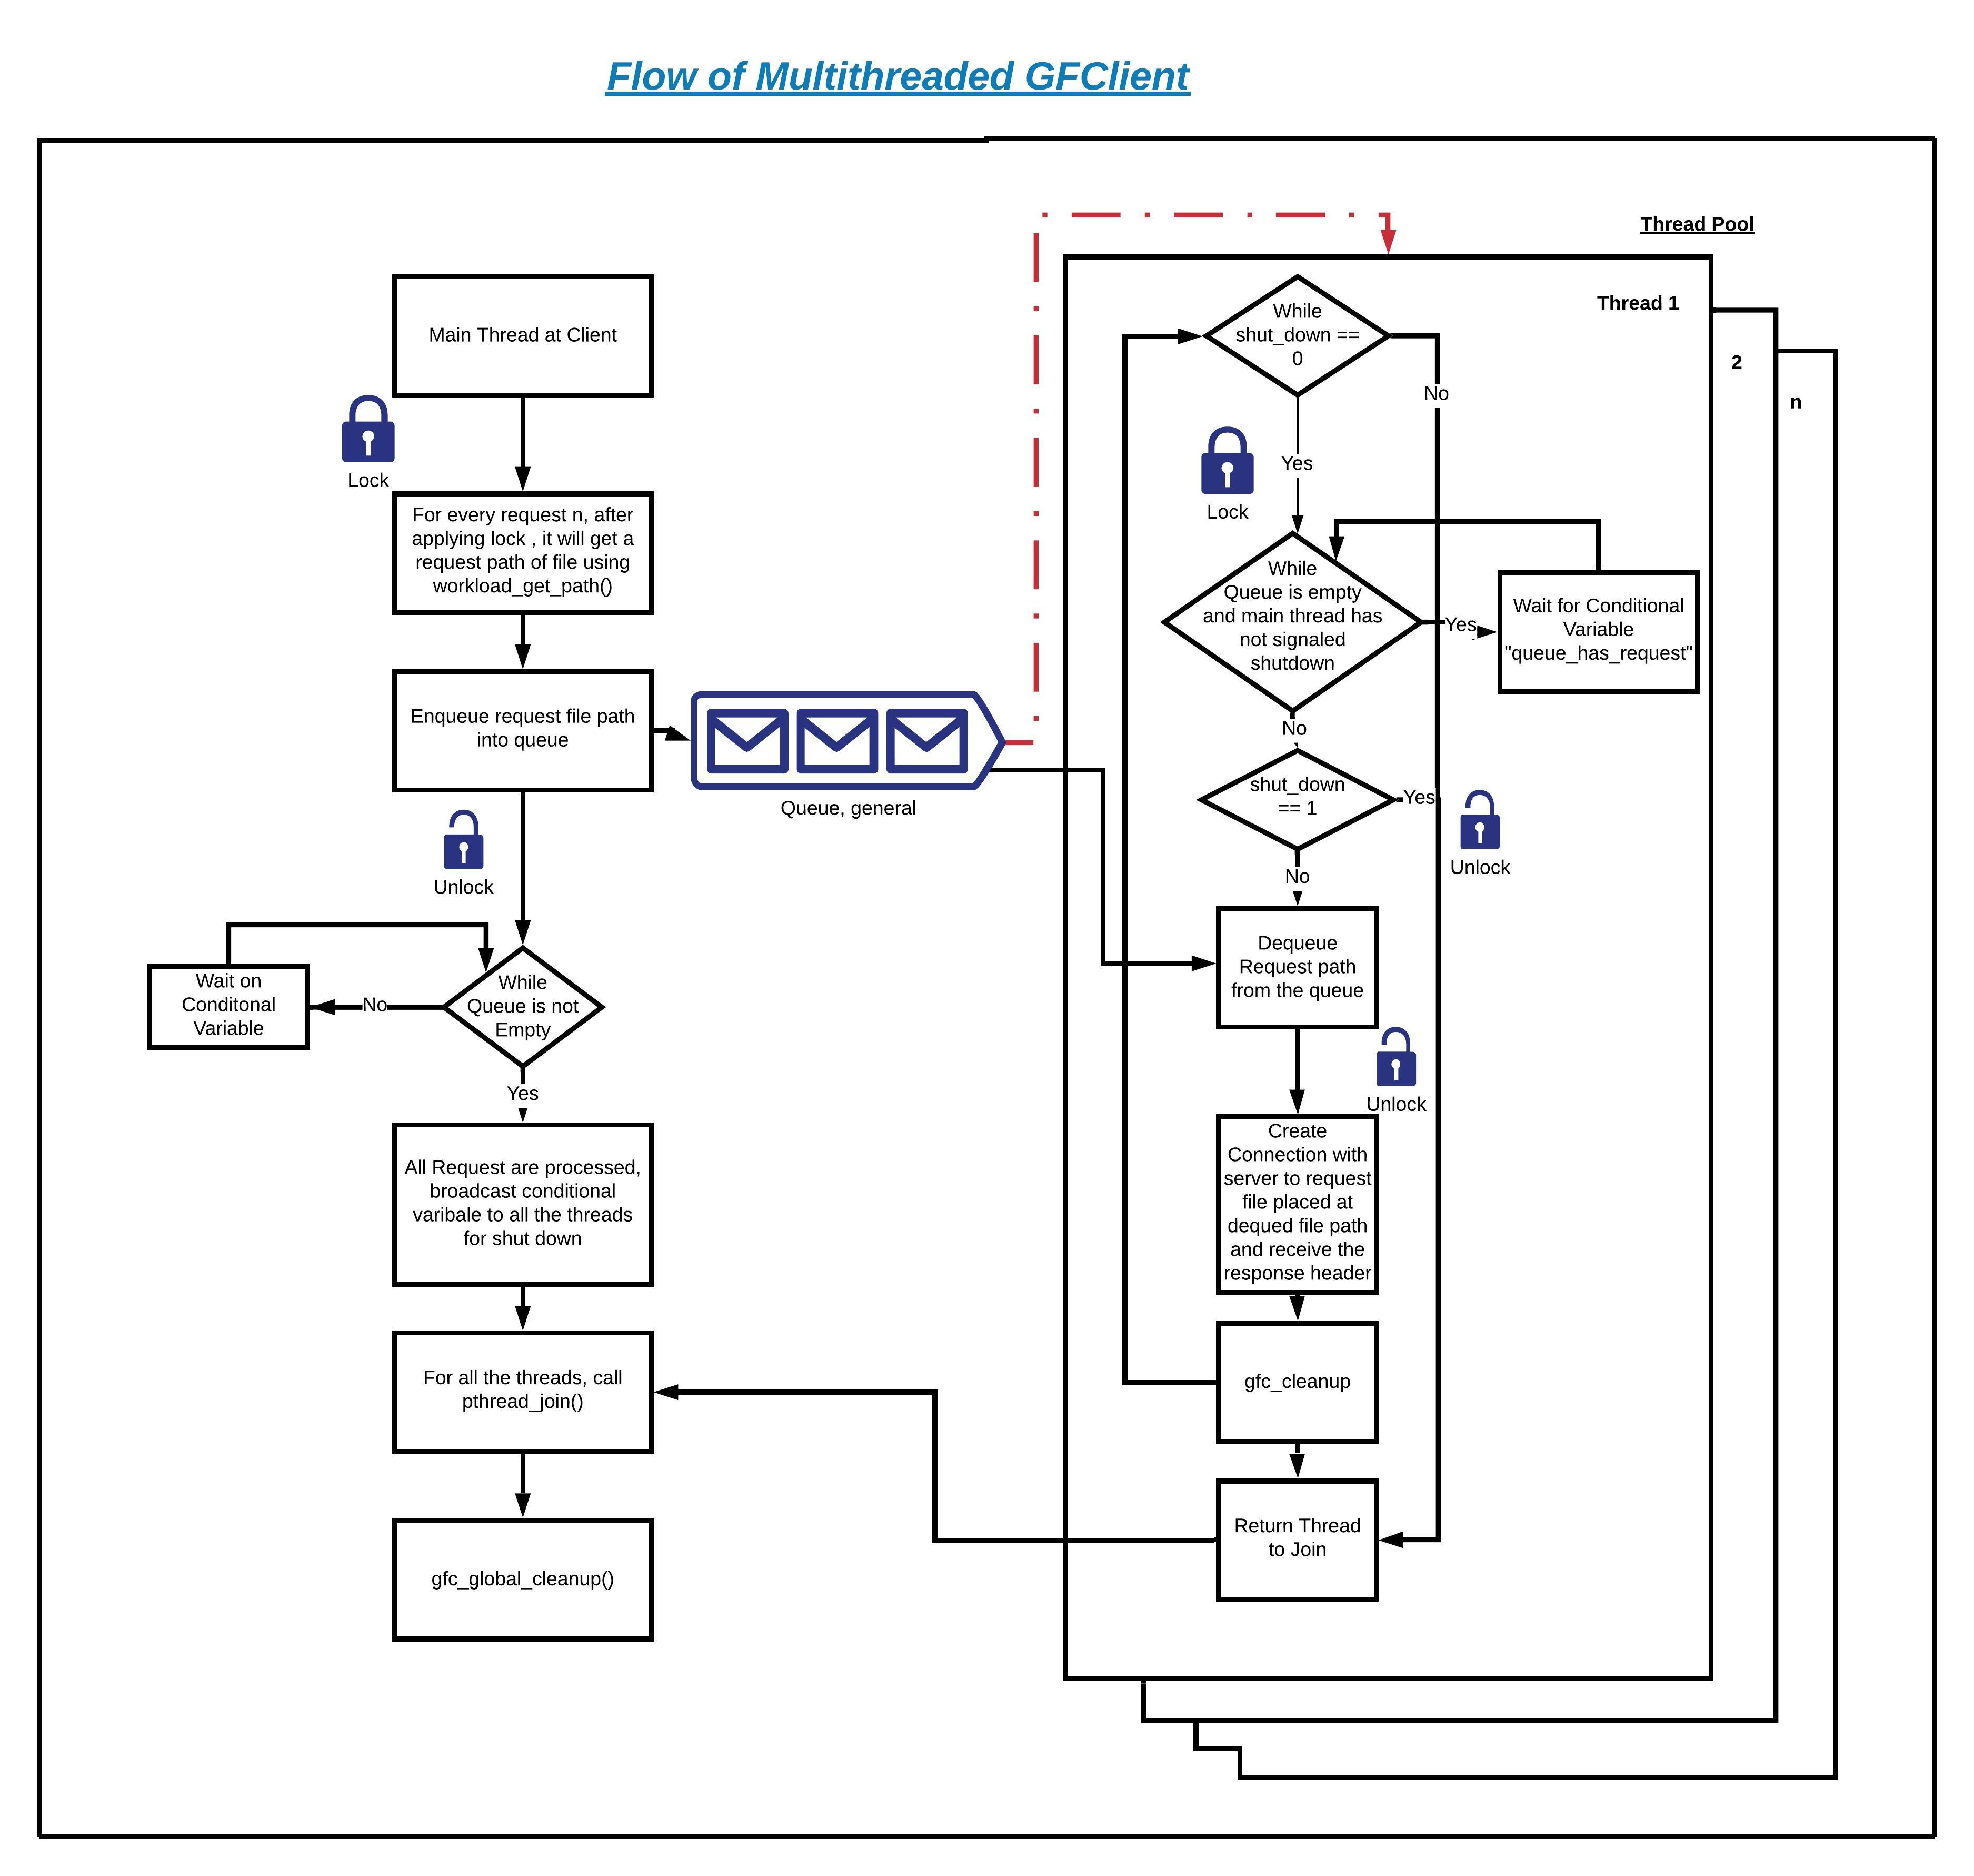 Flow of Multithreaded GFClient
Main Thread at Client
Lock
For every request n, after
applying lock , it will get a
request path of file using
workload_get_path()
Enqueue request file path
into queue
Queue, general
Unlock
While
Queue is not
Empty
No
Wait on
Conditonal
Variable
Yes
All Request are processed,
broadcast conditional
varibale to all the threads
for shut down
For all the threads, call
pthread_join()
gfc_global_cleanup()
Thread Pool
Thread 1
2
n
While
shut_down ==
0
No
Yes
Lock
While
Queue is empty
and main thread has
not signaled
shutdown
Yes
Wait for Conditional
Variable
"queue_has_request"
No
shut_down
== 1
Yes
Unlock
No
Dequeue
Request path
from the queue
Unlock
Create
Connection with
server to request
file placed at
dequed file path
and receive the
response header
gfc_cleanup
Return Thread
to Join